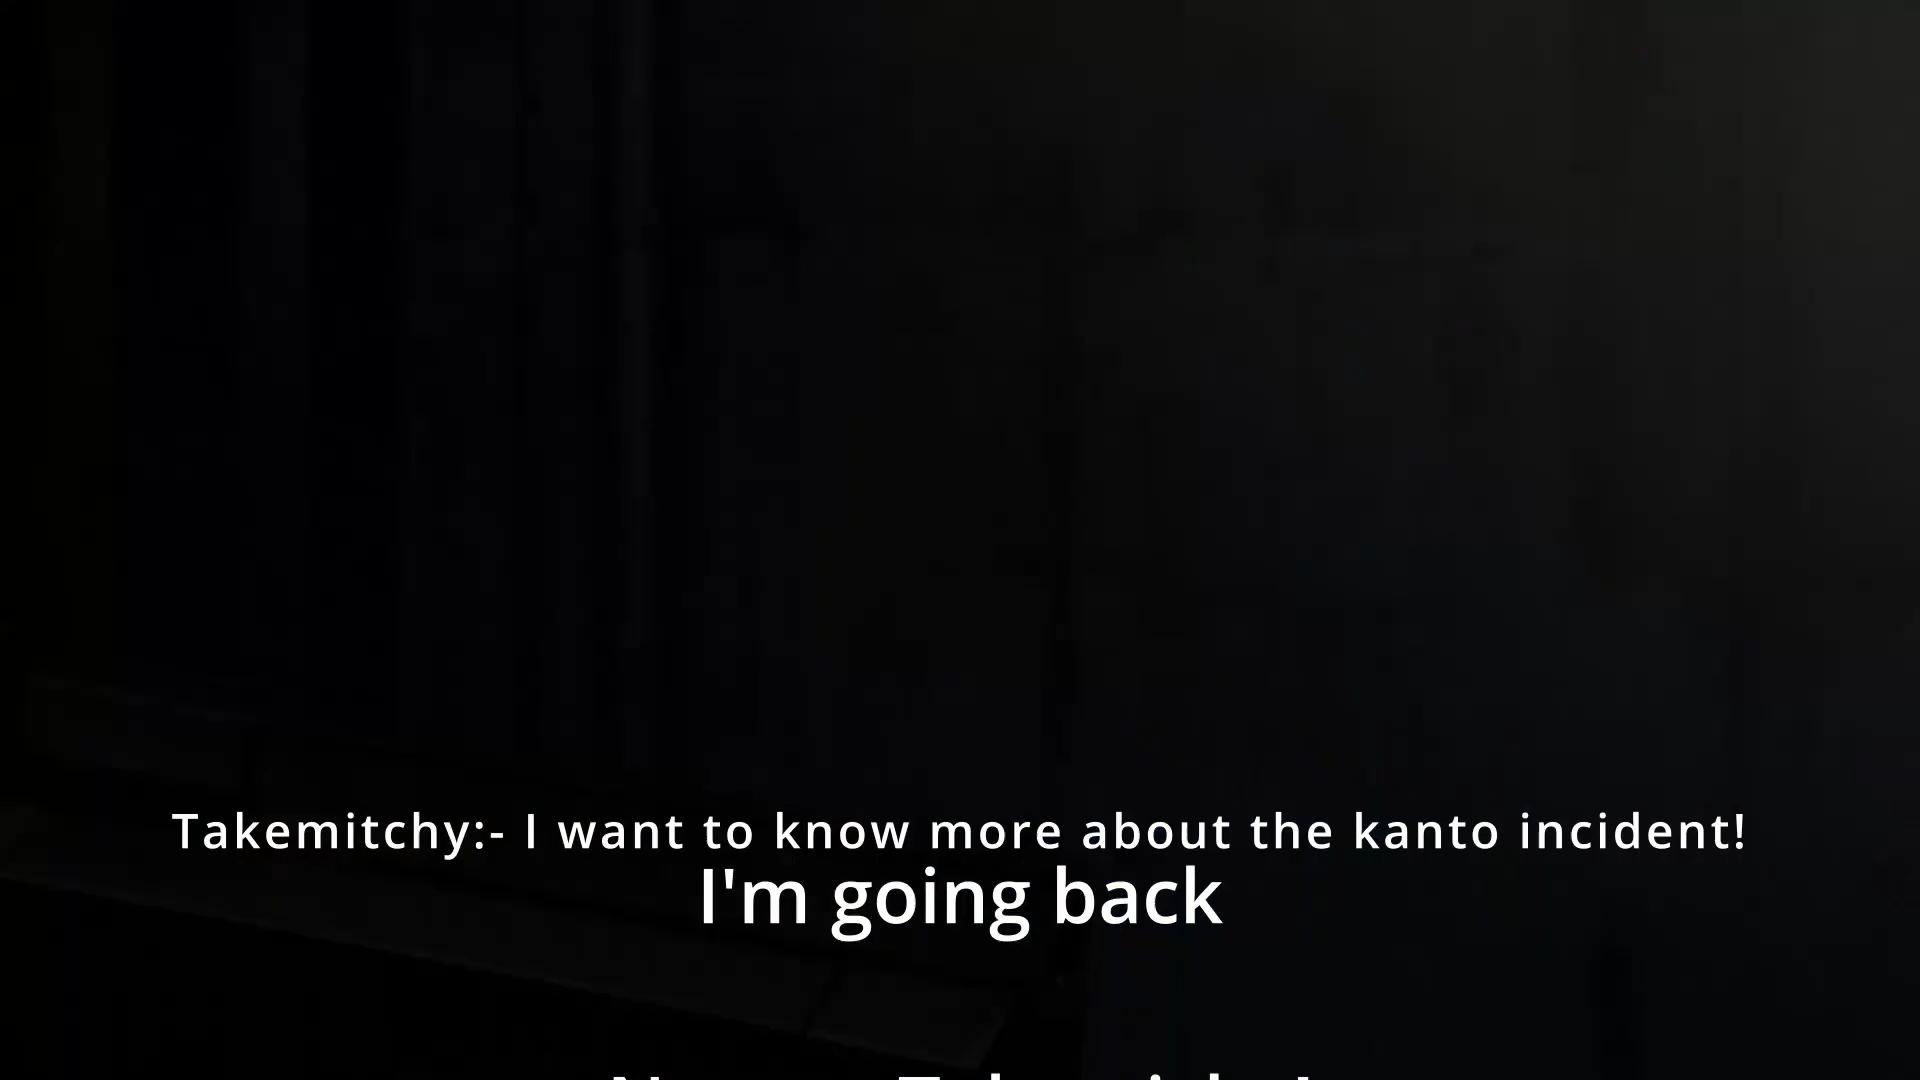 Takemitchy:- I want to know more about the kanto incident!
I'm going back